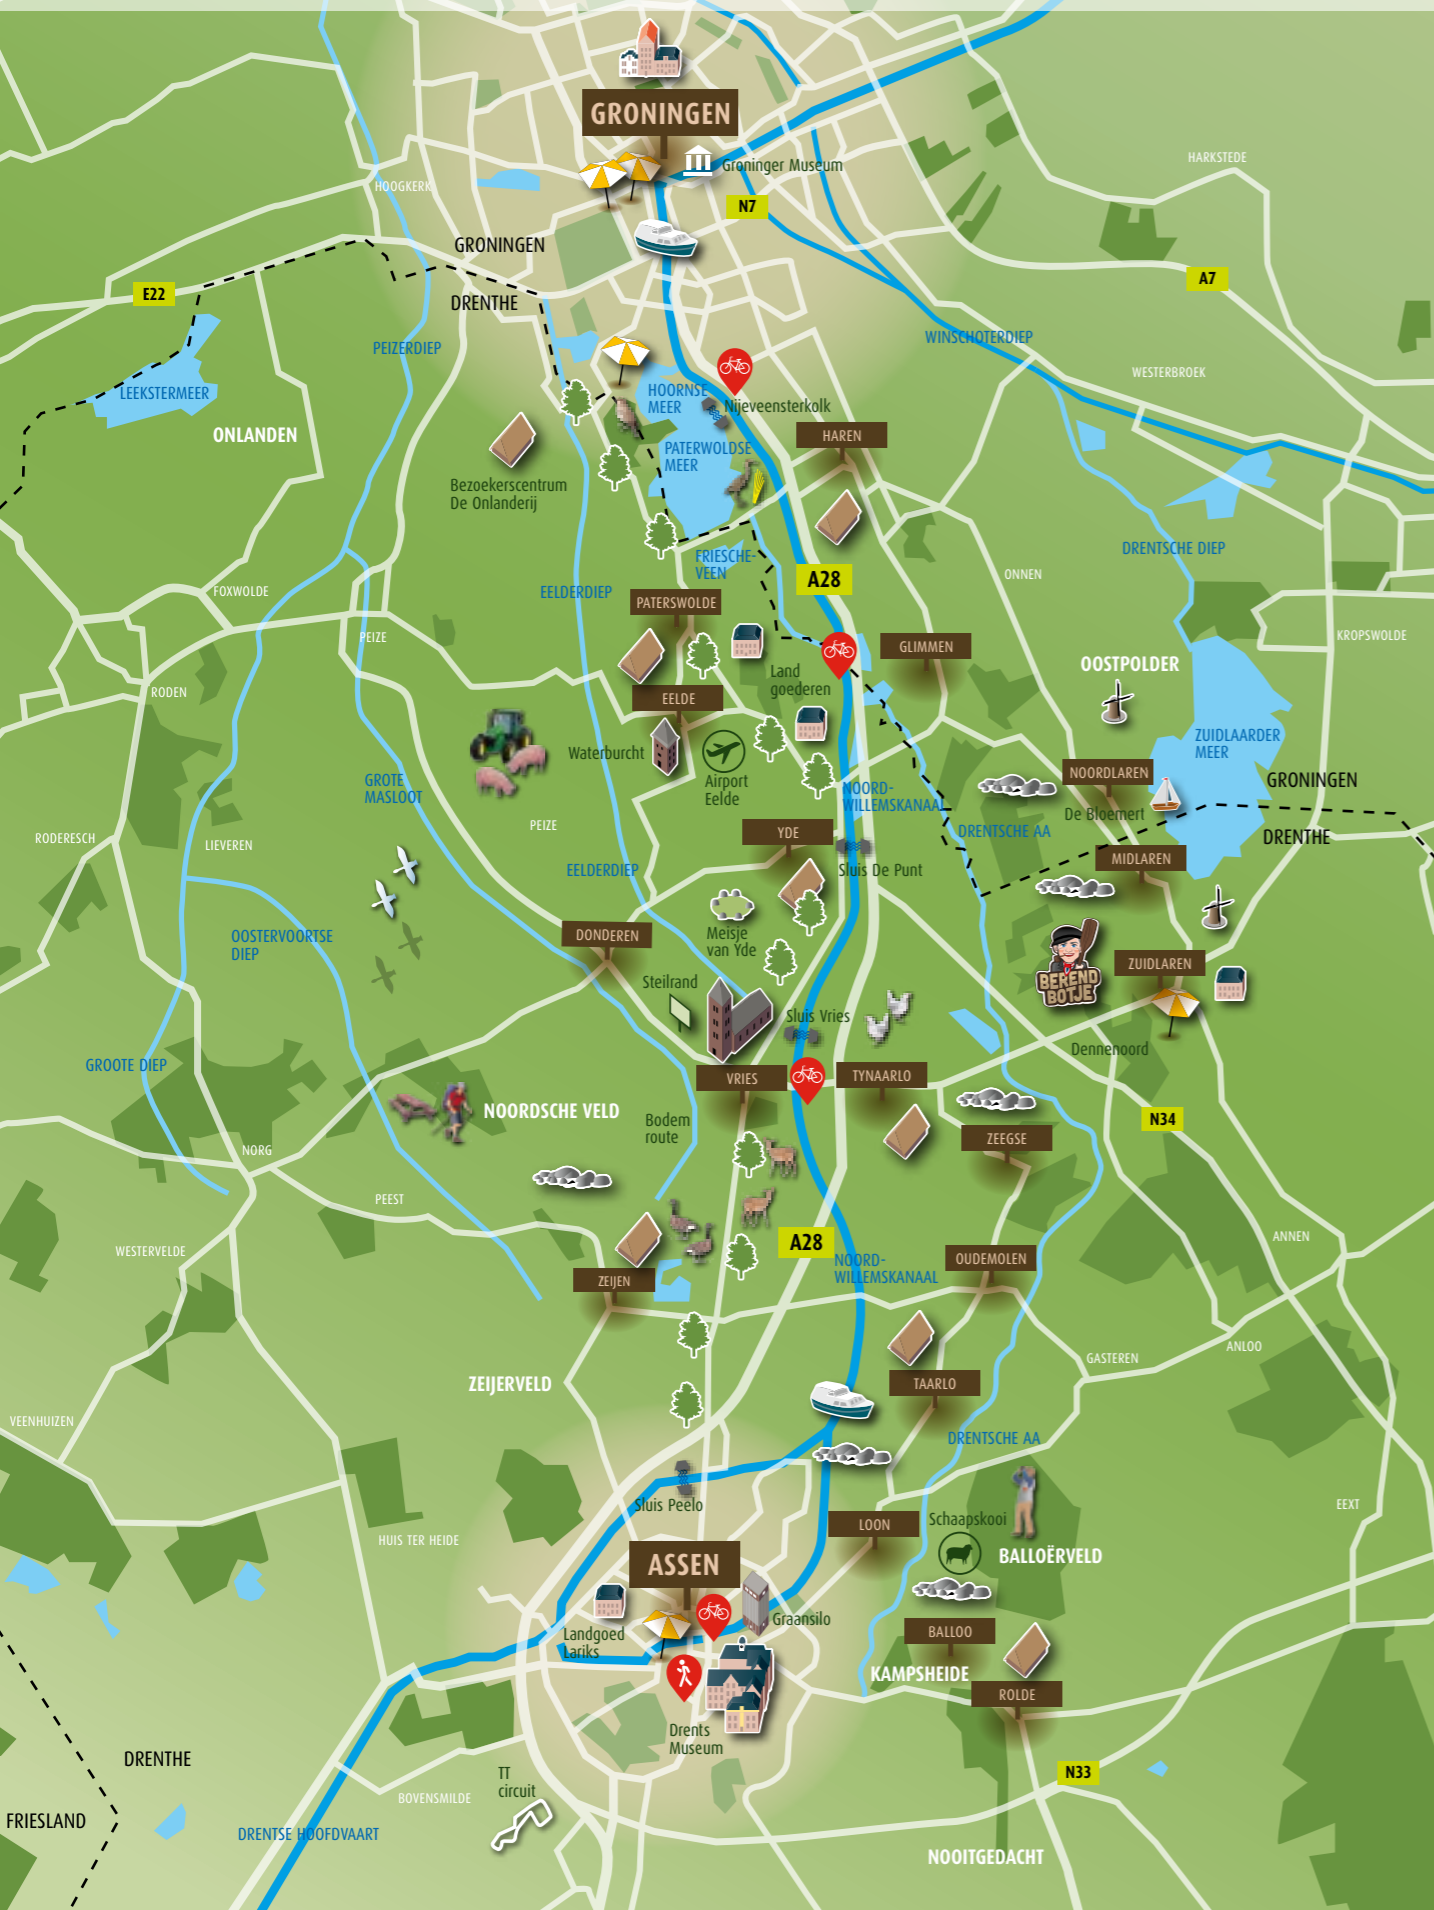 GRONINGEN
Groninger Museum
HARKSTEDE
HOOGKERK
N7
GRONINGEN
DRENTHE
E22
A7
PEIZERDIEP
WINSCHOTERDIEP
WESTERBROEK
LEEKSTERMEER
HOORNSE
MEER
Nijeveensterkolk
ONLANDEN
HAREN
PATERWOLDSE
MEER
Bezoekerscentrum
De Onlanderij
DRENTSCHE DIEP
FRIESCHE-
VEEN
A28
ONNEN
FOXWOLDE
EELDERDIEP
PATERSWOLDE
PEIZE
KROPSWOLDE
GLIMMEN
OOSTPOLDER
Land
goederen
RODEN
EELDE
Waterburcht
ZUIDLAARDER
MEER
GROTE
MASLOOT
Airport
Eelde
NOORDLAREN
GRONINGEN
NOORD-
WILLEMSKANAAL
De Bloemert
PEIZE
YDE
DRENTSCHE AA
DRENTHE
RODERESCH
LIEVEREN
MIDLAREN
EELDERDIEP
Sluis De Punt
OOSTERVOORTSE
DIEP
DONDEREN
Meisje
van Yde
BEREND
BOTJE
ZUIDLAREN
Steilrand
Sluis Vries
Dennenoord
GROOTE DIEP
VRIES
TYNAARLO
NOORDSCHE VELD
Bodem
route
N34
ZEEGSE
NORG
PEEST
WESTERVELDE
A28
ANNEN
NOORD-
WILLEMSKANAAL
OUDEMOLEN
ZEIJEN
ANLOO
GASTEREN
ZEIJERVELD
TAARLO
VEENHUIZEN
DRENTSCHE AA
Sluis Peelo
EEXT
LOON
Schaapskooi
HUIS TER HEIDE
BALLOËRVELD
ASSEN
Graansilo
Landgoed
Lariks
BALLOO
KAMPSHEIDE
ROLDE
Drents
Museum
DRENTHE
TT
circuit
N33
BOVENSMILDE
FRIESLAND
DRENTSE HOOFDVAART
NOOITGEDACHT